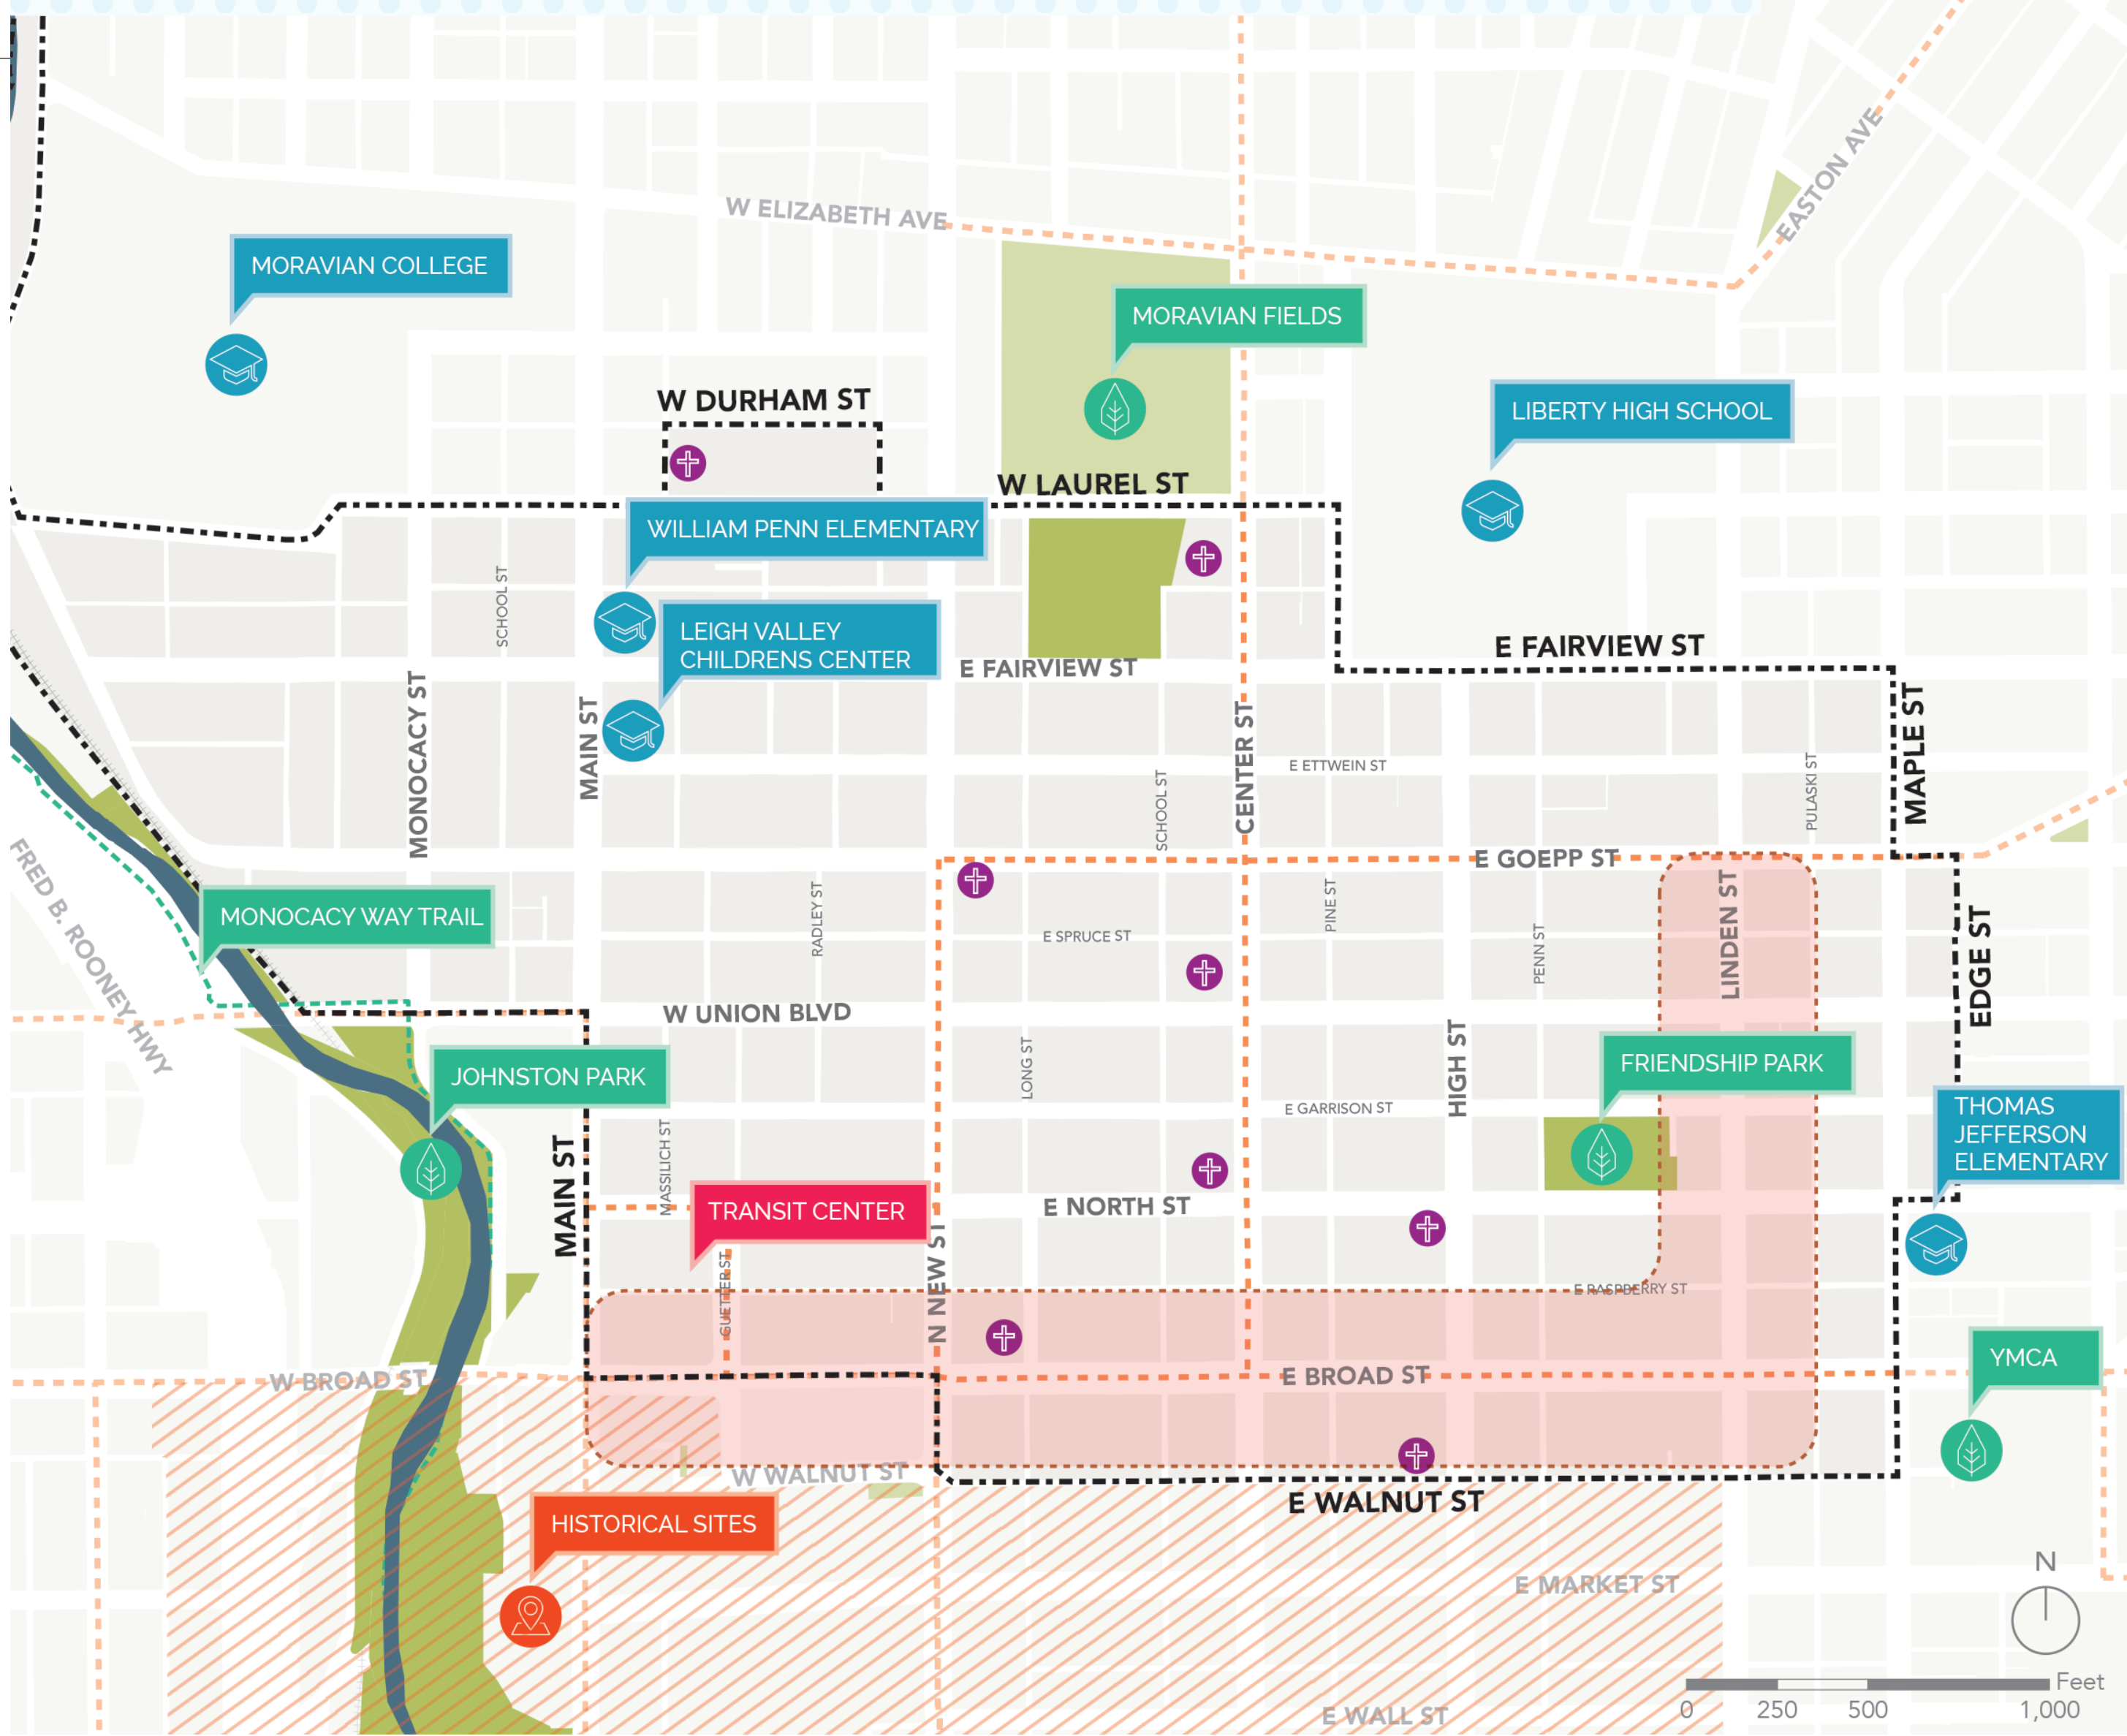 W ELIZABETH AVE
EASTON AVE
MORAVIAN COLLEGE
MORAVIAN FIELDS
W DURHAM ST
LIBERTY HIGH SCHOOL
W LAUREL ST
WILLIAM PENN ELEMENTARY
SCHOOL ST
LEIGH VALLEY
CHILDRENS CENTER
E FAIRVIEW ST
E FAIRVIEW ST
MONOCACY ST
MAIN ST
CENTER ST
MAPLE ST
E ETTWEIN ST
SCHOOL ST
PULASKI ST
E GOEPP ST
FRED B. ROONEY HWY
MONOCACY WAY TRAIL
RADLEY ST
E SPRUCE ST
PINE ST
PENN ST
LINDEN ST
EDGE ST
W UNION BLVD
LONG ST
HIGH ST
JOHNSTON PARK
FRIENDSHIP PARK
E GARRISON ST
THOMAS
JEFFERSON
ELEMENTARY
MAIN ST
MASSILICH ST
TRANSIT CENTER
E NORTH ST
GUETTER ST
N NEW ST
E RASPBERRY ST
YMCA
W BROAD ST
E BROAD ST
W WALNUT ST
E WALNUT ST
HISTORICAL SITES
E MARKET ST
N
Feet
0 250 500 1,000
E WALL ST